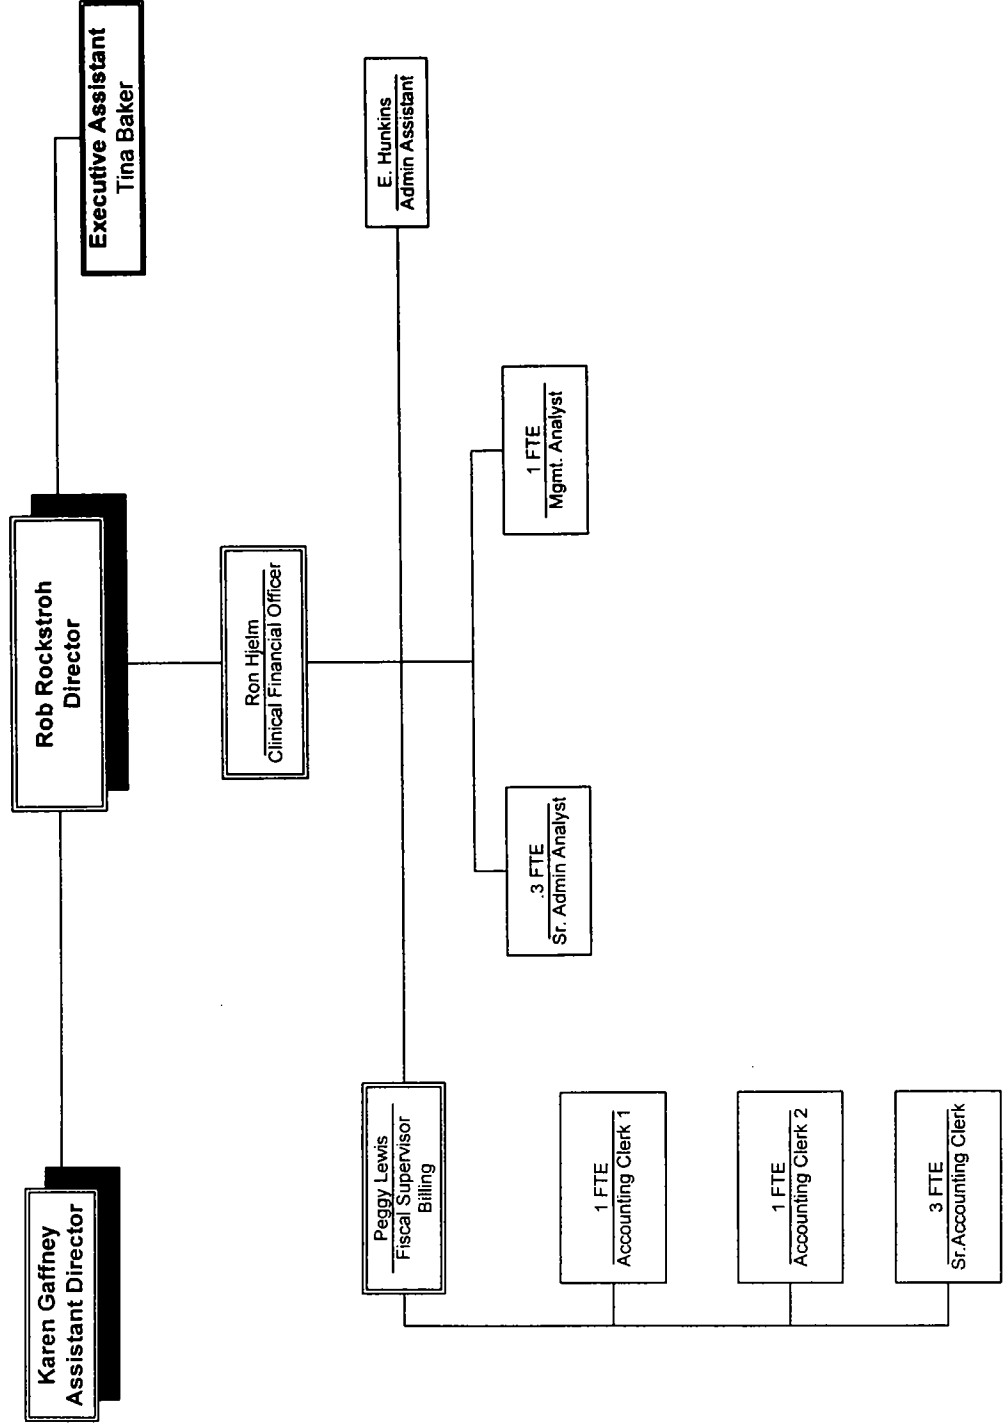 Karen Gaffney
Assistant Director
Rob Rockstroh
Director
Executive Assistant
Tina Baker
Ron Hjelm
Clinical Financial Officer
Peggy Lewis
Fiscal Supervisor
Billing
E. Hunkins
Admin Assistant
.3 FTE
Sr. Admin Analyst
1 FTE
Mgmt. Analyst
1 FTE
Accounting Clerk 1
1 FTE
Accounting Clerk 2
3 FTE
Sr.Accounting Clerk